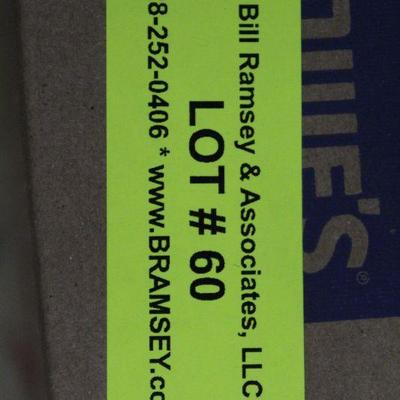 Bill Ramsey & Associates, LLC
LOT # 60
8-252-0406 * www.BRAMSEY.co
E'S®